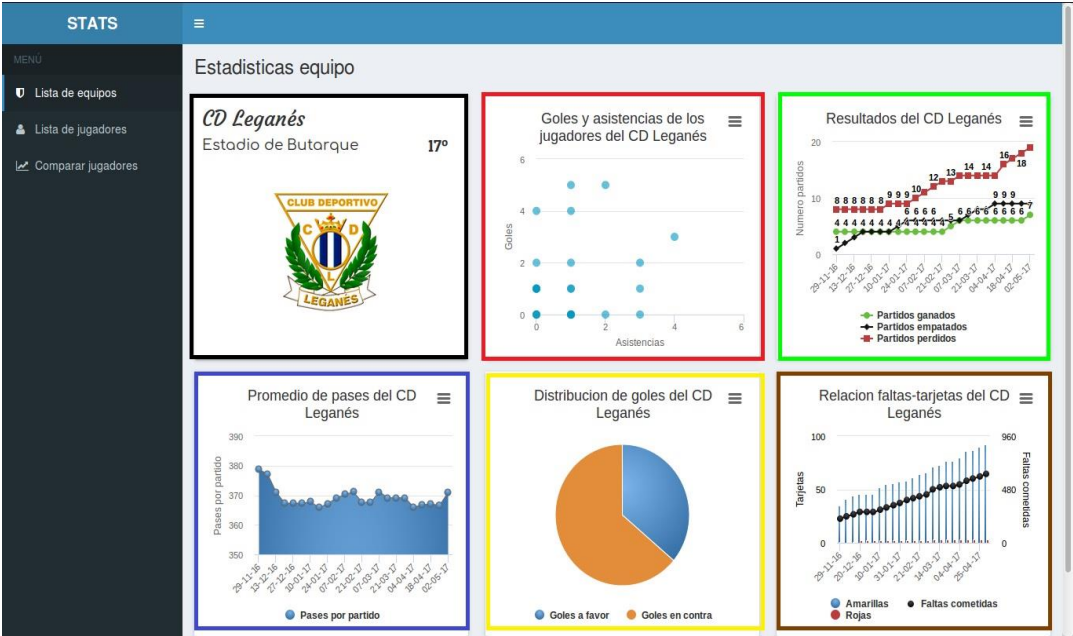 STATS
MENÚ
Lista de equipos
Lista de jugadores
Comparar jugadores
Estadisticas equipo
CD Leganés
Estadio de Butarque 17º
CLUB DEPORTIVO
C D
L
LEGANES
Goles y asistencias de los
jugadores del CD Leganés
Goles
6
4
2
0
0 2 4 6
Asistencias
Resultados del CD Leganés
Numero partidos
20
10
0
8 8 8 8 8 8 9 9 9 10 12 13 14 14 16 18
4 4 4 4 4 4 4 4 4 4 4 4 5 6 6 6 6 6 6 6 7
1 6 6 6 6 6 9 9 9
29-11-16 13-12-16 27-12-16 10-01-17 24-01-17 07-02-17 21-02-17 07-03-17 21-03-17 04-04-17 18-04-17 02-05-17
Partidos ganados
Partidos empatados
Partidos perdidos
Promedio de pases del CD
Leganés
Pases por partido
390
380
370
360
350
29-11-16 13-12-16 27-12-16 10-01-17 24-01-17 07-02-17 21-02-17 07-03-17 21-03-17 04-04-17 18-04-17 02-05-17
Pases por partido
Distribucion de goles del CD
Leganés
Goles a favor Goles en contra
Relacion faltas-tarjetas del CD
Leganés
Tarjetas
100
50
0
960
480
0
Faltas cometidas
29-11-16 20-12-16 10-01-17 31-01-17 21-02-17 14-03-17 04-04-17 25-04-17
Amarillas Faltas cometidas
Rojas